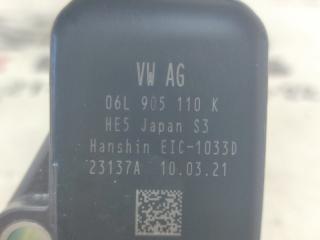 VW AG
06L 905 110 K
HE5 Japan S3
Hanshin EIC-1033D
23137A 10.03.21